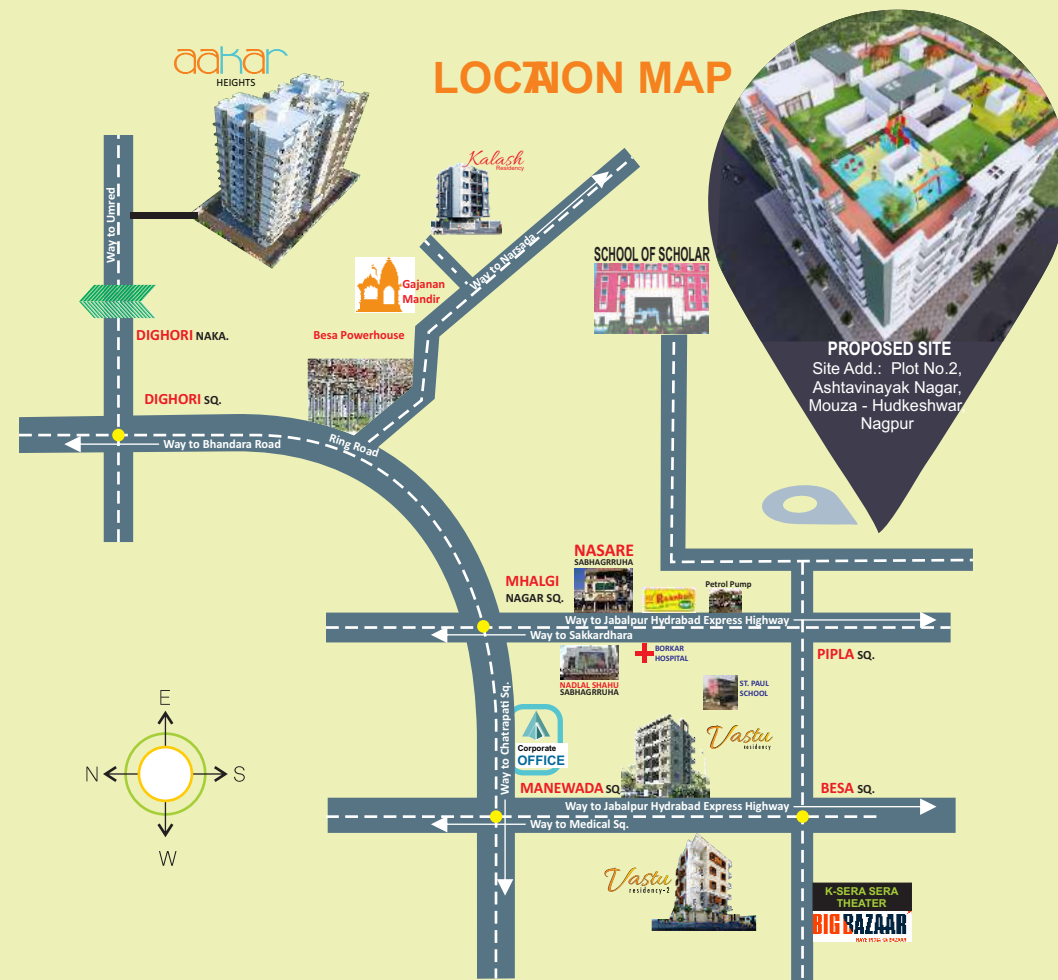 aakar
HEIGHTS
LOCATION MAP
Kalash
Residency
Way to Umred
Way to Narsada
SCHOOL OF SCHOLAR
Gajanan
Mandir
DIGHORI NAKA.
Besa Powerhouse
PROPOSED SITE
Site Add.: Plot No.2,
Ashtavinayak Nagar,
Mouza - Hudkeshwar
Nagpur
DIGHORI SQ.
Way to Bhandara Road
Ring Road
NASARE
SABHAGRRUHA
MHALGI
NAGAR SQ.
Petrol Pump
Way to Jabalpur Hydrabad Express Highway
Way to Sakkardhara
BORKAR
HOSPITAL
PIPLA SQ.
NADLAL SHAHU
SABHAGRRUHA
ST. PAUL
SCHOOL
Way to Chatrapati Sq.
E
N
S
W
Corporate
OFFICE
Vastu
residency
MANEWADA SQ
BESA SQ.
Way to Jabalpur Hydrabad Express Highway
Way to Medical Sq.
Vastu
residency-2
K-SERA SERA
THEATER
BIG BAZAAR